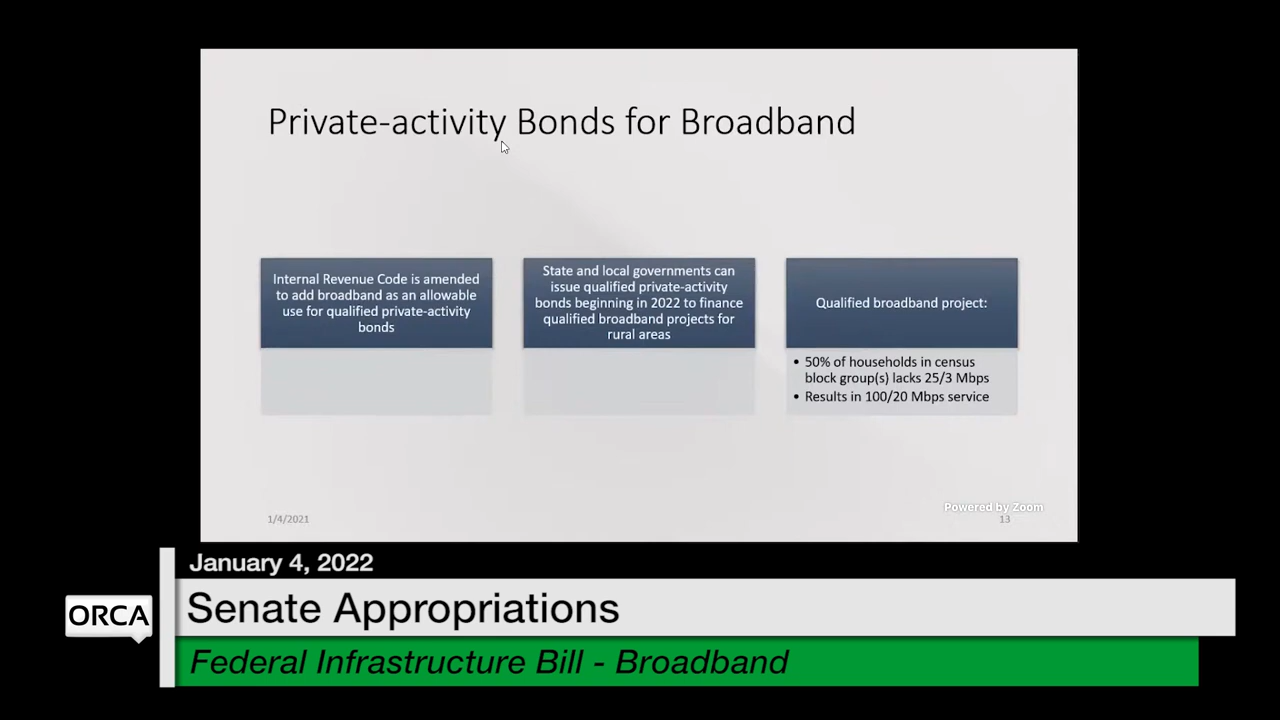 Private-activity Bonds for Broadband
Internal Revenue Code is amended
to add broadband as an allowable
use for qualified private-activity
bonds
State and local governments can
issue qualified private-activity
bonds beginning in 2022 to finance
qualified broadband projects for
rural areas
Qualified broadband project:
• 50% of households in census
block group(s) lacks 25/3 Mbps
• Results in 100/20 Mbps service
1/4/2021
Powered by Zoom
13
January 4, 2022
ORCA
Senate Appropriations
Federal Infrastructure Bill - Broadband